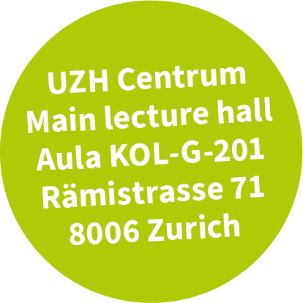 UZH Centrum
Main lecture hall
Aula KOL-G-201
Rämistrasse 71
8006 Zurich